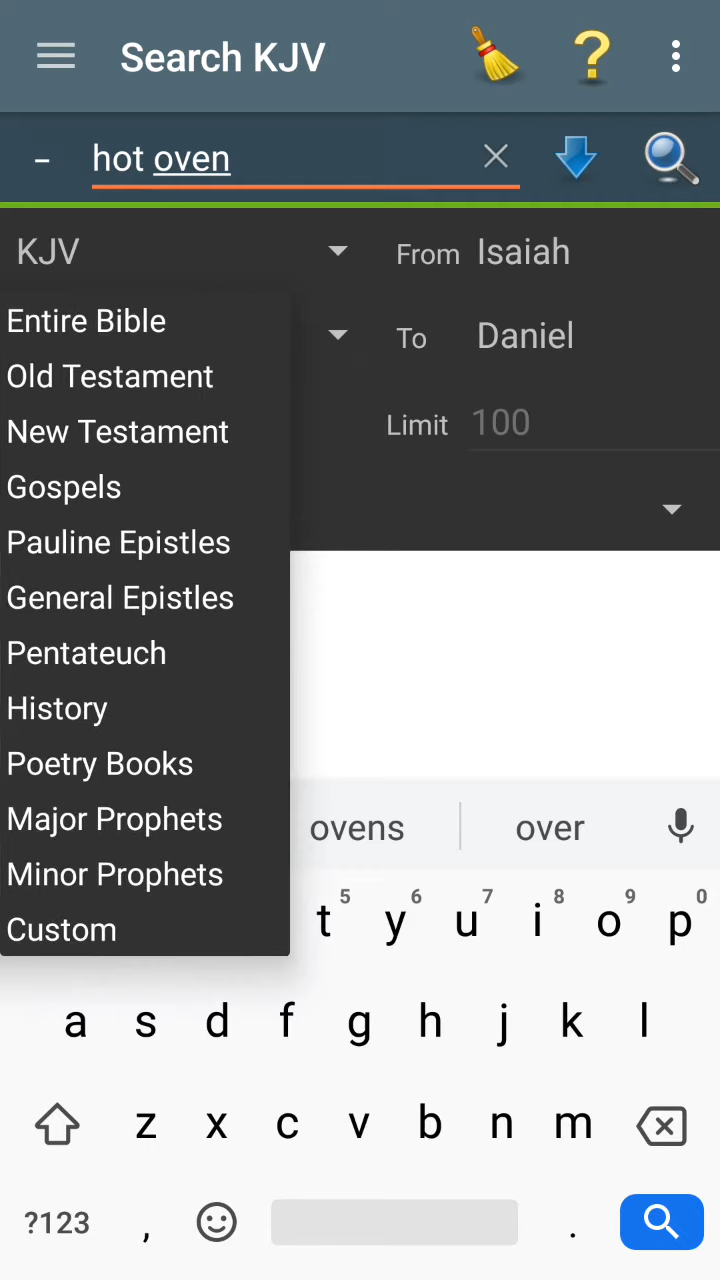 Search KJV
- hot oven
KJV From Isaiah
Entire Bible
To Daniel
Old Testament
New Testament
Limit 100
Gospels
Pauline Epistles
General Epistles
Pentateuch
History
Poetry Books
Major Prophets
Minor Prophets
Custom
ovens over
t 5 y 6 u 7 i 8 o 9 p 0
a s d f g h j k l
z x c v b n m
?123 , .